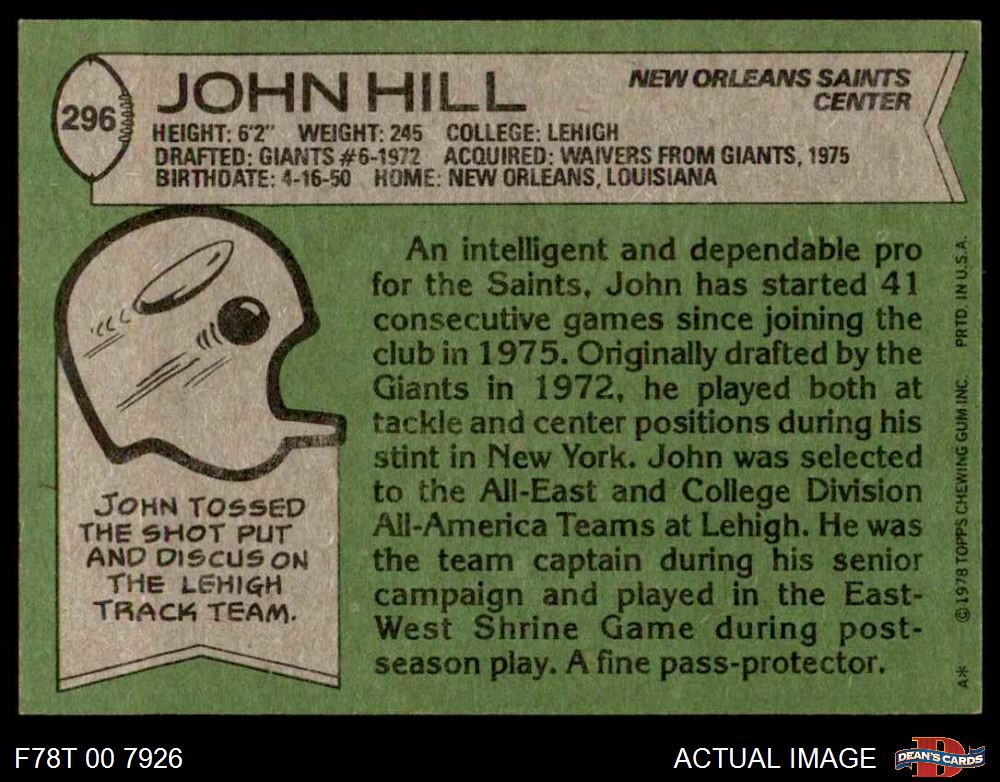 296
JOHN HILL
NEW ORLEANS SAINTS
CENTER
HEIGHT: 6'2" WEIGHT: 245 COLLEGE: LEHIGH
DRAFTED: GIANTS #6-1972 ACQUIRED: WAIVERS FROM GIANTS, 1975
BIRTHDATE: 4-16-50 HOME: NEW ORLEANS, LOUISIANA
JOHN TOSSED
THE SHOT PUT
AND DISCUS ON
THE LEHIGH
TRACK TEAM.
An intelligent and dependable pro
for the Saints, John has started 41
consecutive games since joining the
club in 1975. Originally drafted by the
Giants in 1972, he played both at
tackle and center positions during his
stint in New York. John was selected
to the All-East and College Division
All-America Teams at Lehigh. He was
the team captain during his senior
campaign and played in the East-
West Shrine Game during post-
season play. A fine pass-protector.
A* ©1978 TOPPS CHEWING GUM INC. PRTD. IN U.S.A.
F78T 00 7926
ACTUAL IMAGE
D
DEAN'S CARDS